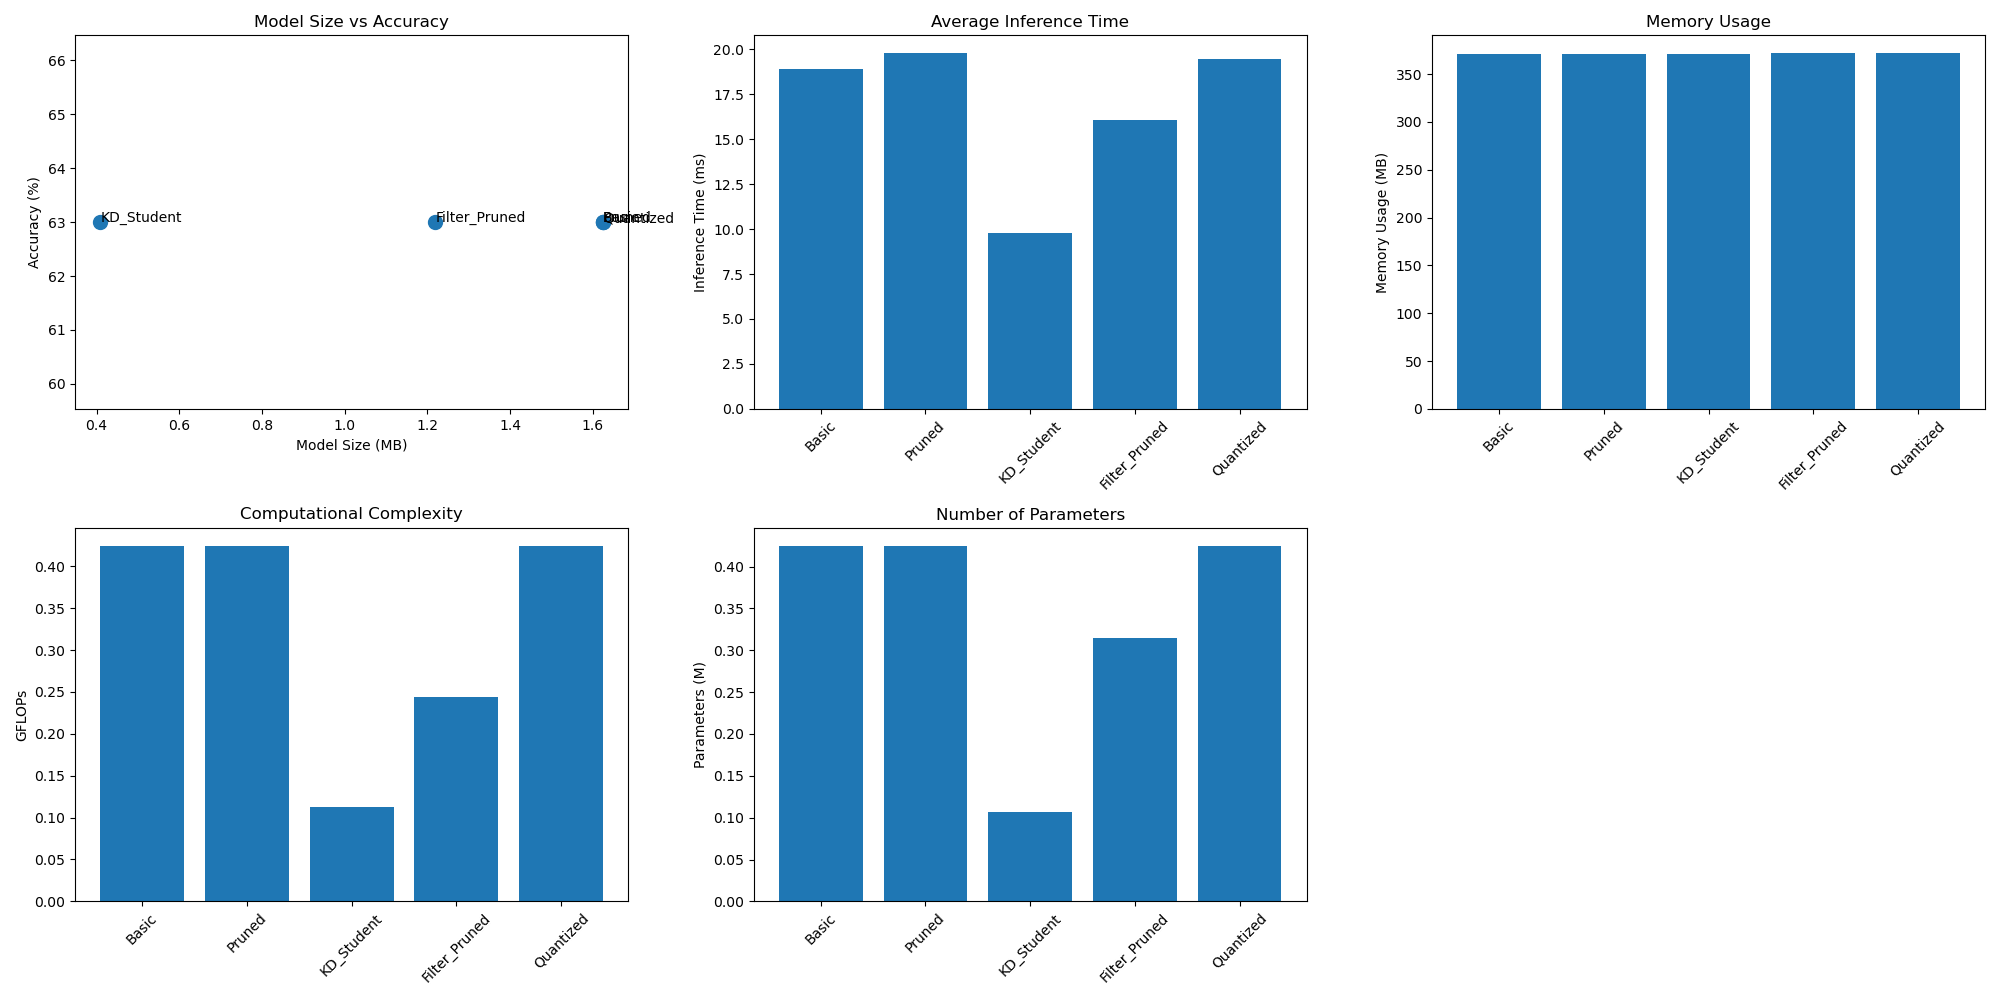 Model Size vs Accuracy
Accuracy (%)
66
65
64
63
62
61
60
KD_Student
Filter_Pruned
Quantized
0.4 0.6 0.8 1.0 1.2 1.4 1.6
Model Size (MB)
Average Inference Time
Inference Time (ms)
20.0
17.5
15.0
12.5
10.0
7.5
5.0
2.5
0.0
Basic Pruned KD_Student Filter_Pruned Quantized
Memory Usage
Memory Usage (MB)
350
300
250
200
150
100
50
0
Basic Pruned KD_Student Filter_Pruned Quantized
Computational Complexity
GFLOPs
0.40
0.35
0.30
0.25
0.20
0.15
0.10
0.05
0.00
Basic Pruned KD_Student Filter_Pruned Quantized
Number of Parameters
Parameters (M)
0.40
0.35
0.30
0.25
0.20
0.15
0.10
0.05
0.00
Basic Pruned KD_Student Filter_Pruned Quantized